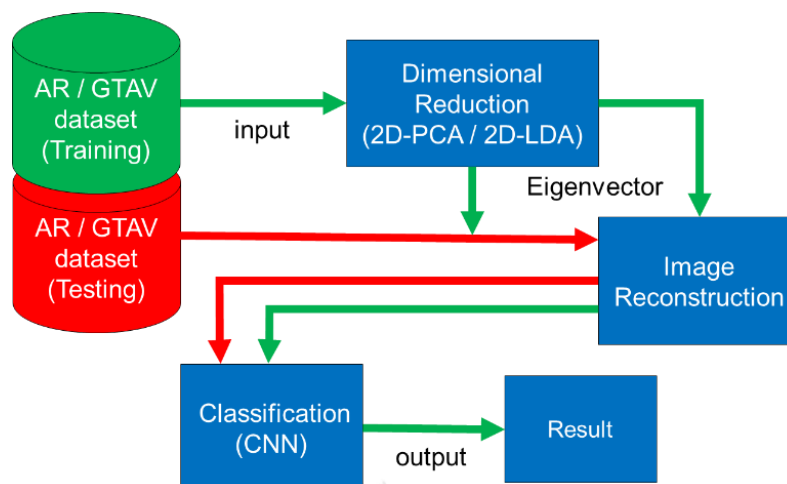 AR / GTAV
dataset
(Training)
input
Dimensional
Reduction
(2D-PCA / 2D-LDA)
Eigenvector
AR / GTAV
dataset
(Testing)
Image
Reconstruction
Classification
(CNN)
output
Result